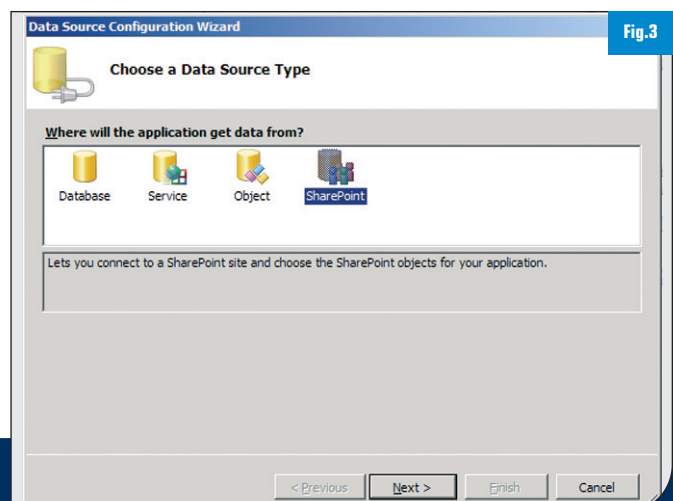 Data Source Configuration Wizard
Fig.3
Choose a Data Source Type
Where will the application get data from?
Database Service Object SharePoint
Lets you connect to a SharePoint site and choose the SharePoint objects for your application.
< Previous Next > Finish Cancel